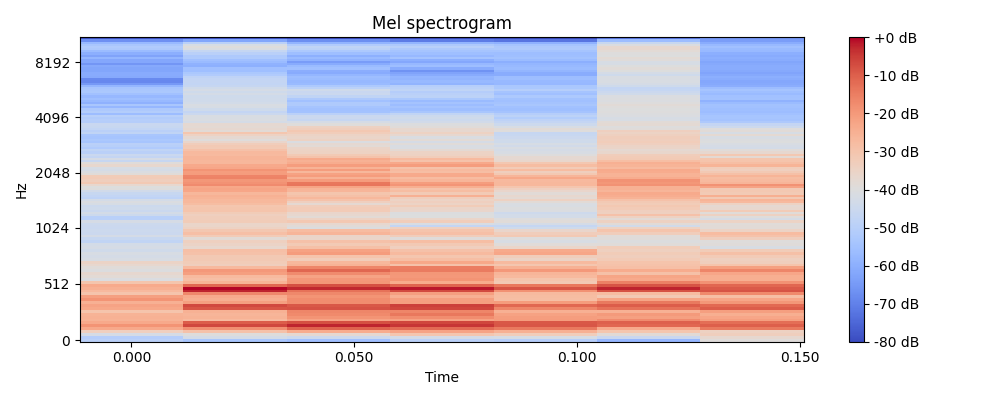 Mel spectrogram
Hz
8192
4096
2048
1024
512
0
0.000
0.050
0.100
0.150
Time
+0 dB
-10 dB
-20 dB
-30 dB
-40 dB
-50 dB
-60 dB
-70 dB
-80 dB